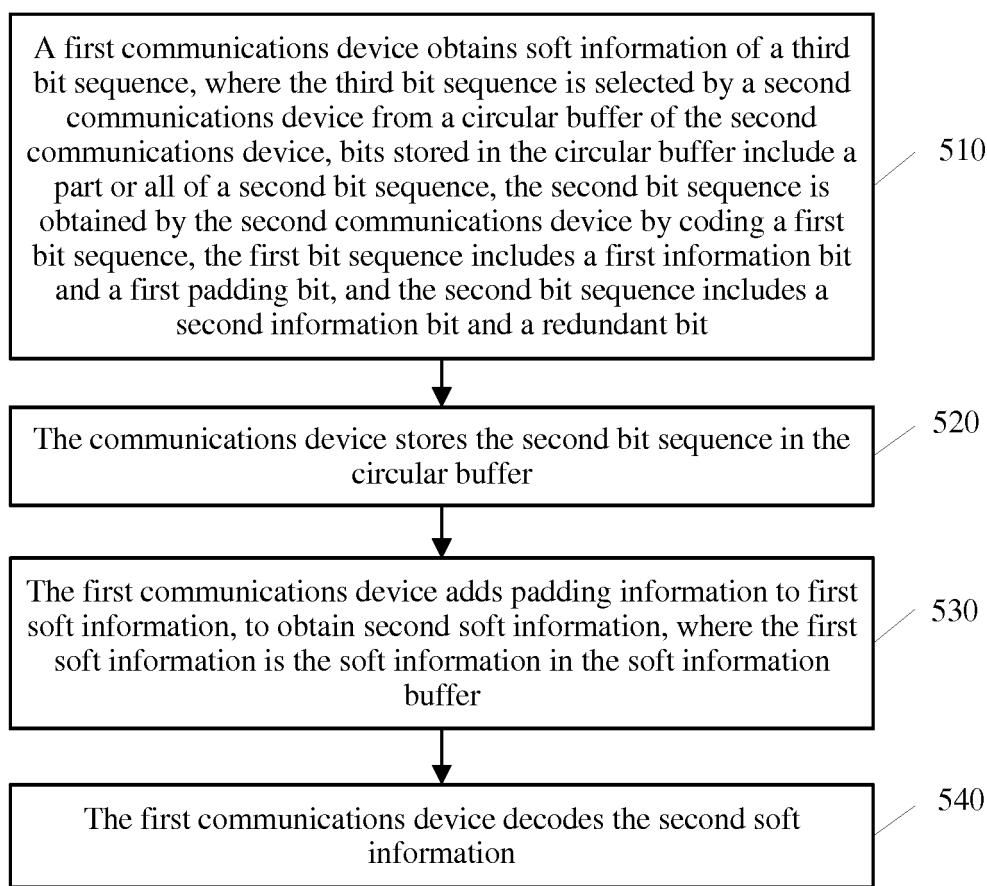 A first communications device obtains soft information of a third
bit sequence, where the third bit sequence is selected by a second
communications device from a circular buffer of the second
communications device, bits stored in the circular buffer include a
part or all of a second bit sequence, the second bit sequence is
obtained by the second communications device by coding a first
bit sequence, the first bit sequence includes a first information bit
and a first padding bit, and the second bit sequence includes a
second information bit and a redundant bit
510
The communications device stores the second bit sequence in the
circular buffer
520
The first communications device adds padding information to first
soft information, to obtain second soft information, where the first
soft information is the soft information in the soft information
buffer
530
The first communications device decodes the second soft
information
540